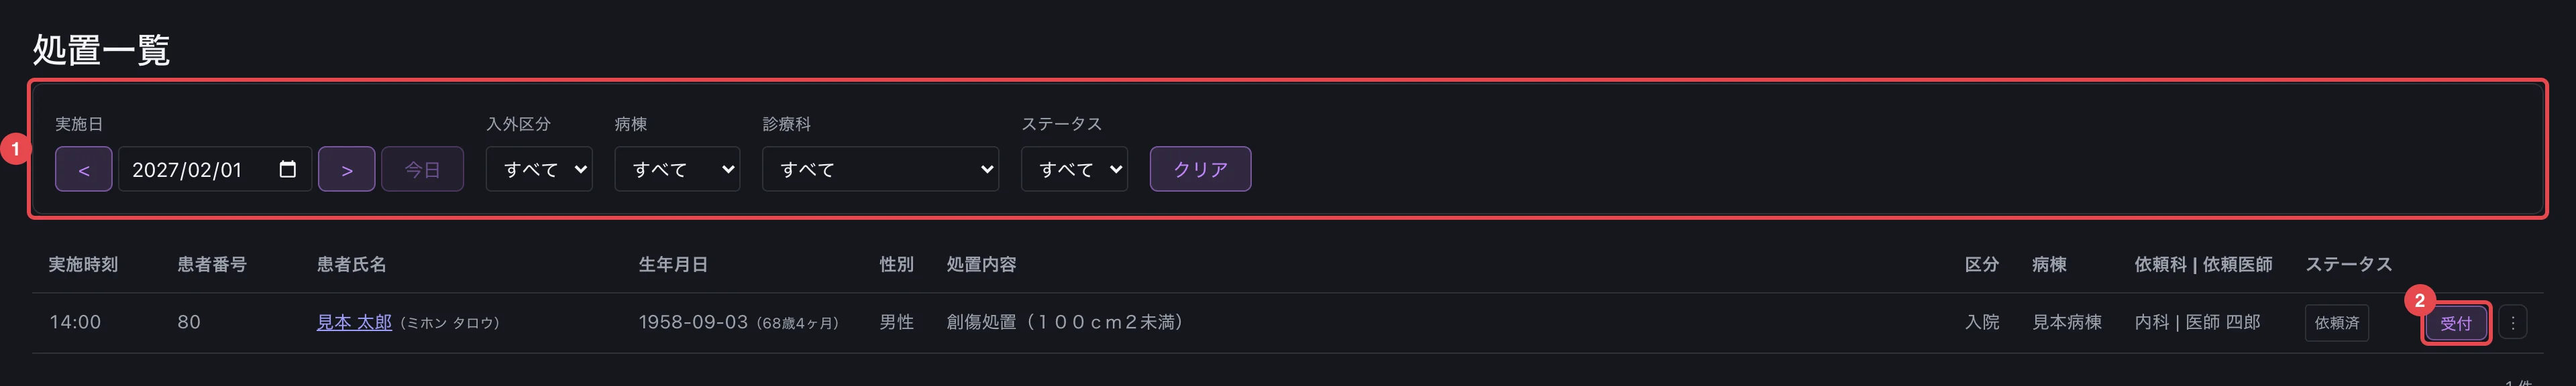 処置一覧
1
実施日 入外区分 病棟 診療科 ステータス
< 2027/02/01 > 今日 すべて すべて すべて すべて クリア
実施時刻 患者番号 患者氏名 生年月日 性別 処置内容 区分 病棟 依頼科 | 依頼医師 ステータス
2
14:00 80 見本 太郎 (ミホン タロウ) 1958-09-03 (68歳4ヶ月) 男性 創傷処置（１００ｃｍ２未満） 入院 見本病棟 内科 | 医師 四郎 依頼済 受付 ⋮